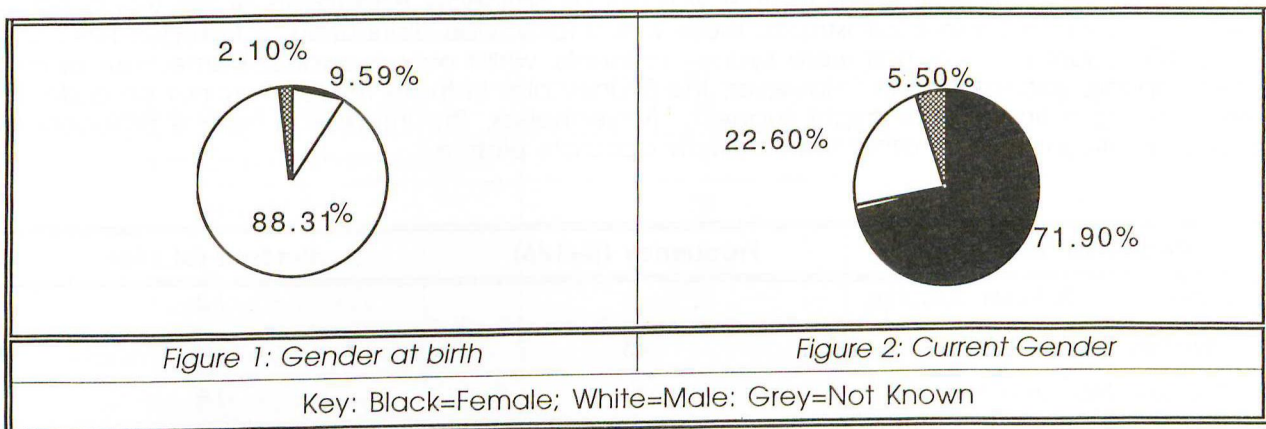 2.10%
9.59%
88.31%
5.50%
22.60%
71.90%
Figure 1: Gender at birth
Figure 2: Current Gender
Key: Black=Female; White=Male: Grey=Not Known